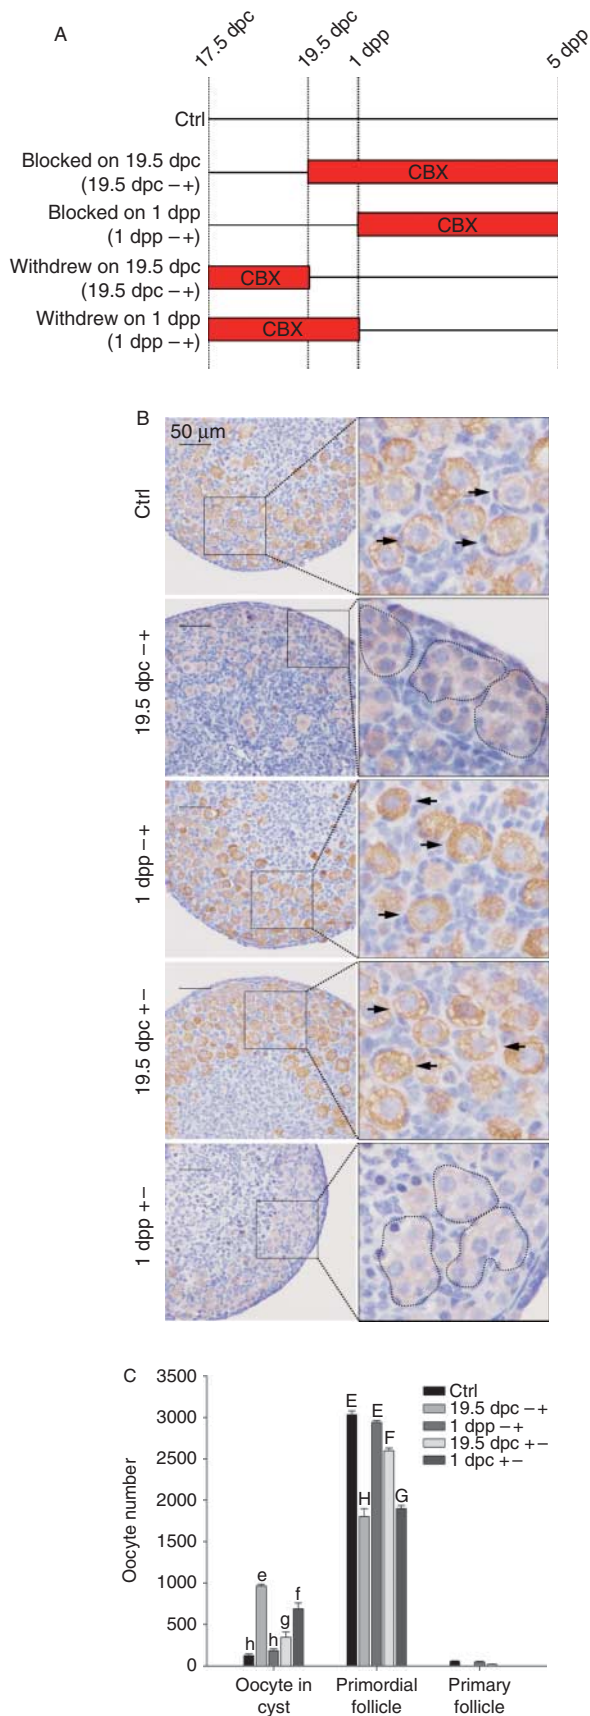 A
17.5 dpc
19.5 dpc
1 dpp
5 dpp
Ctrl
Blocked on 19.5 dpc
(19.5 dpc −+)
CBX
Blocked on 1 dpp
(1 dpp −+)
CBX
Withdrew on 19.5 dpc
(19.5 dpc −+)
CBX
Withdrew on 1 dpp
(1 dpp −+)
CBX
B
50 μm
Ctrl
19.5 dpc −+
1 dpp −+
19.5 dpc +−
1 dpp +−
C
3500
3000
2500
2000
1500
1000
500
0
Oocyte number
h
e
h
g
f
E
H
E
F
G
Ctrl
19.5 dpc −+
1 dpp −+
19.5 dpc +−
1 dpc +−
Oocyte in
cyst
Primordial
follicle
Primary
follicle